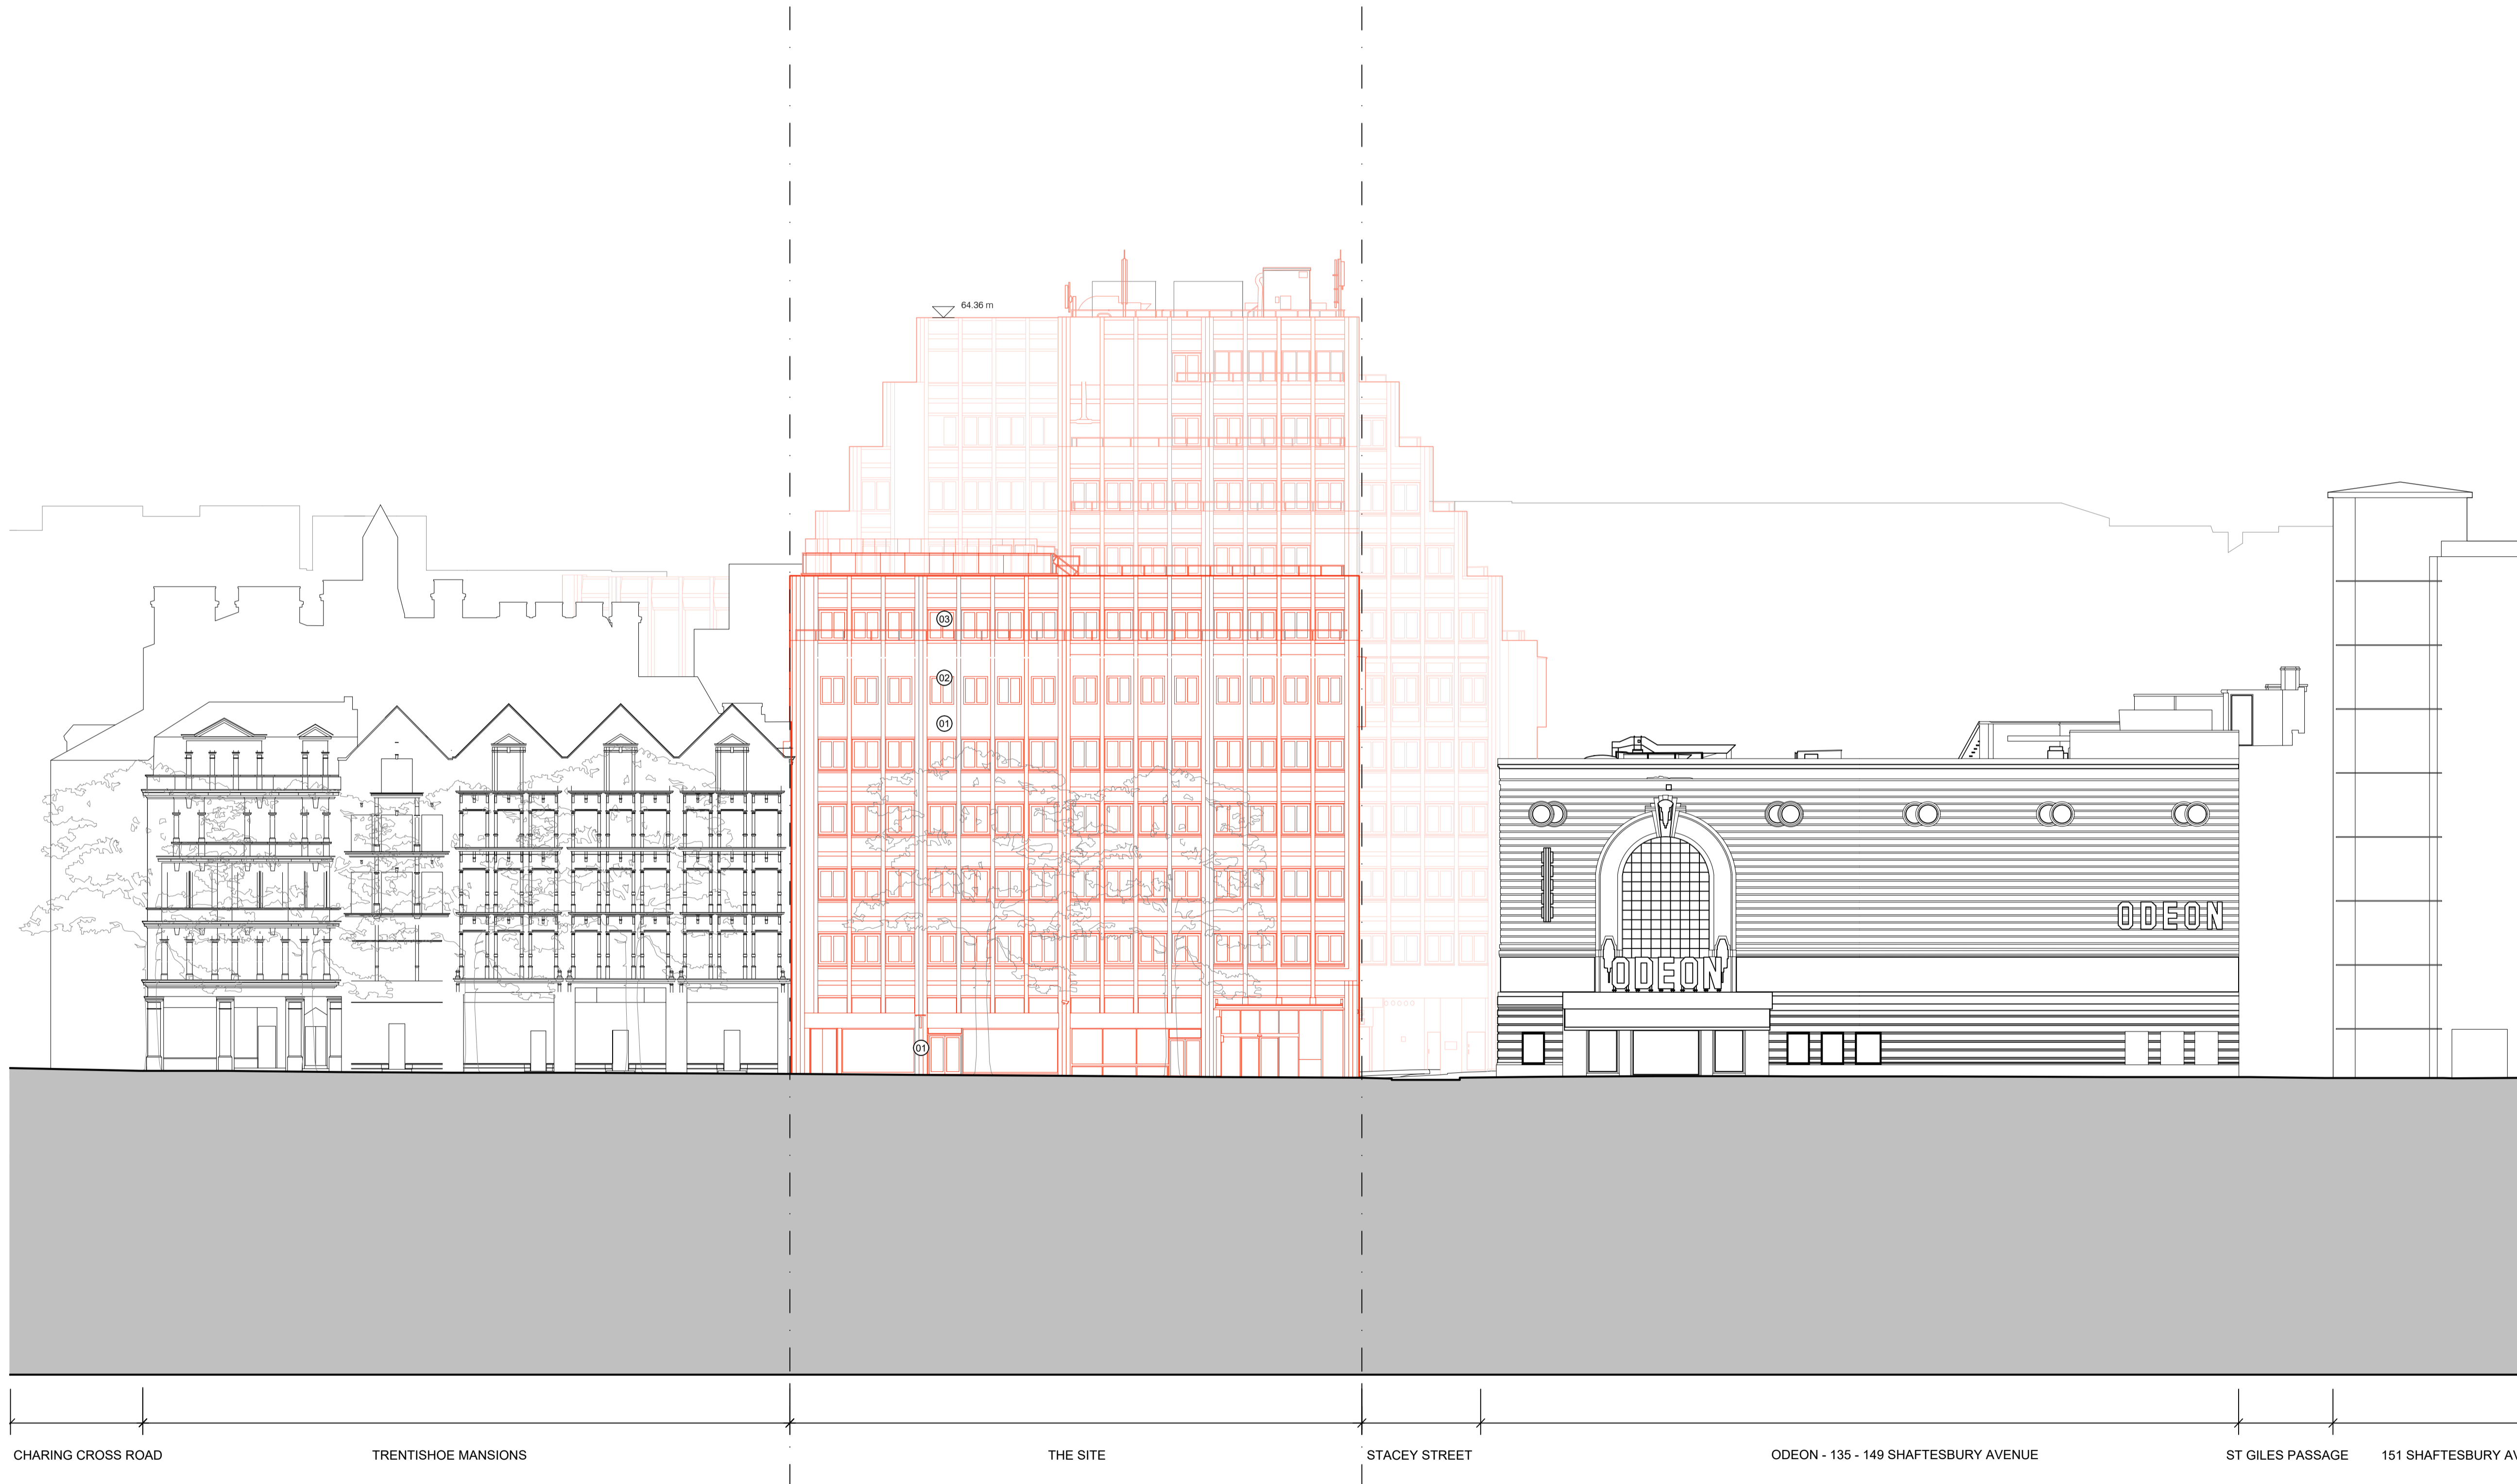 64.36 m
03
02
01
ODEON
ODEON
01
CHARING CROSS ROAD
TRENTISHOE MANSIONS
THE SITE
STACEY STREET
ODEON - 135 - 149 SHAFTESBURY AVENUE
ST GILES PASSAGE
151 SHAFTESBURY AV